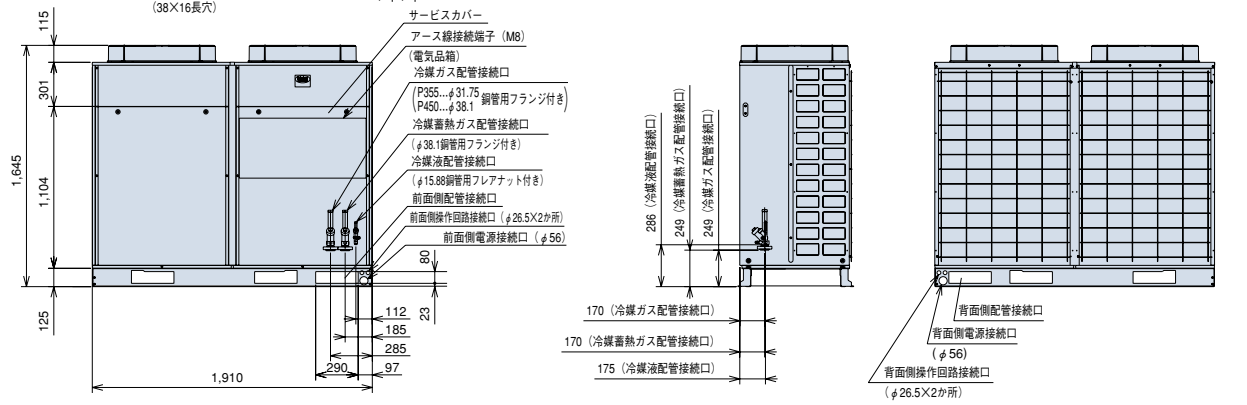 (38×16長穴)
サービスカバー
アース線接続端子（M8）
(電気品箱)
冷媒ガス配管接続口
(P355...φ31.75
P450...φ38.1 銅管用フランジ付き)
冷媒蓄熱ガス配管接続口
(φ38.1銅管用フランジ付き)
冷媒液配管接続口
(φ15.88銅管用フレアナット付き)
前面側配管接続口
前面側操作回路接続口（φ26.5×2か所）
前面側電源接続口（φ56）
115
301
1,645
1,104
125
80
23
112
185
285
290
97
1,910
286（冷媒液配管接続口）
249（冷媒蓄熱ガス配管接続口）
249（冷媒ガス配管接続口）
170（冷媒ガス配管接続口）
170（冷媒蓄熱ガス配管接続口）
175（冷媒液配管接続口）
背面側配管接続口
背面側電源接続口
(φ56)
背面側操作回路接続口
(φ26.5×2か所)